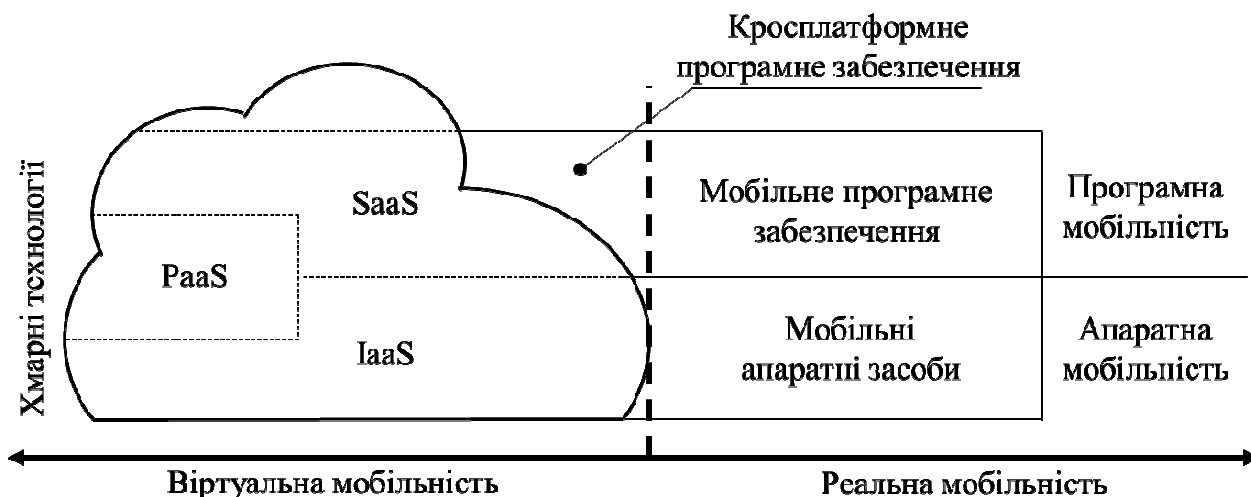 Кросплатформне
програмне забезпечення
Хмарні технології
SaaS
PaaS
IaaS
Мобільне програмне
забезпечення
Програмна
мобільність
Мобільні
апаратні засоби
Апаратна
мобільність
Віртуальна мобільність
Реальна мобільність